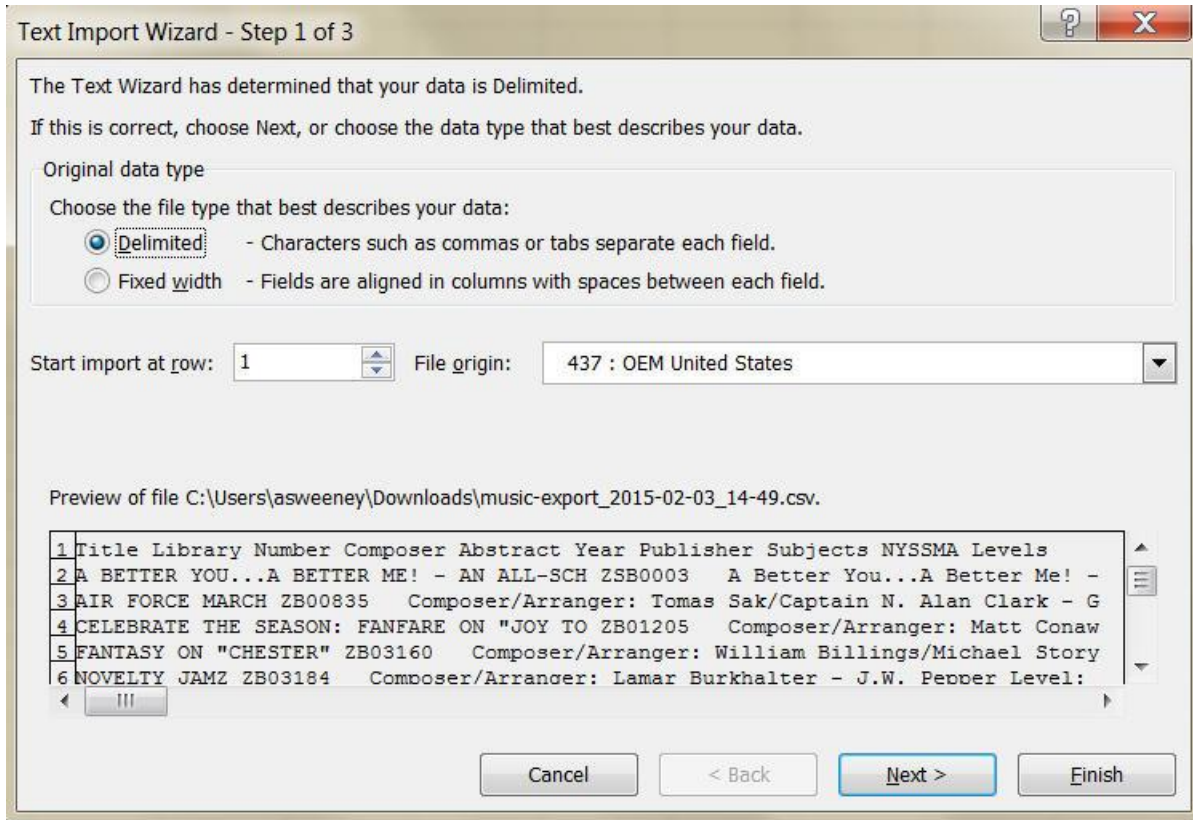 Text Import Wizard - Step 1 of 3
The Text Wizard has determined that your data is Delimited.
If this is correct, choose Next, or choose the data type that best describes your data.
Original data type
Choose the file type that best describes your data:
Delimited - Characters such as commas or tabs separate each field.
Fixed width - Fields are aligned in columns with spaces between each field.
Start import at row: 1 File origin: 437 : OEM United States
Preview of file C:\Users\asweeney\Downloads\music-export_2015-02-03_14-49.csv.
1 Title Library Number Composer Abstract Year Publisher Subjects NYSSMA Levels
2 A BETTER YOU...A BETTER ME! - AN ALL-SCH ZSB0003 A Better You...A Better Me! -
3 AIR FORCE MARCH ZB00835 Composer/Arranger: Tomas Sak/Captain N. Alan Clark - G
4 CELEBRATE THE SEASON: FANFARE ON "JOY TO ZB01205 Composer/Arranger: Matt Conaw
5 FANTASY ON "CHESTER" ZB03160 Composer/Arranger: William Billings/Michael Story
6 NOVELTY JAMZ ZB03184 Composer/Arranger: Lamar Burkhalter - J.W. Pepper Level:
Cancel < Back Next > Finish